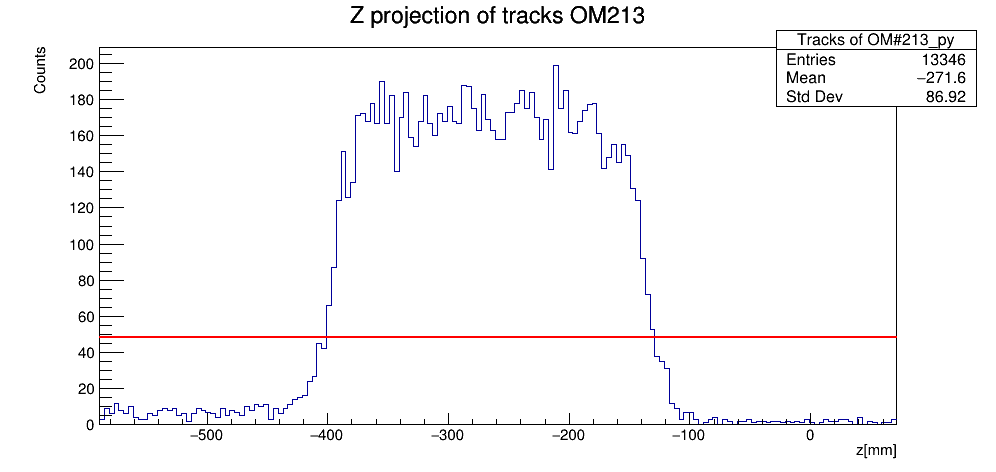 Z projection of tracks OM213
Tracks of OM#213_py
Entries 13346
Mean −271.6
Std Dev 86.92
Counts
200
180
160
140
120
100
80
60
40
20
0
−500 −400 −300 −200 −100 0
z[mm]